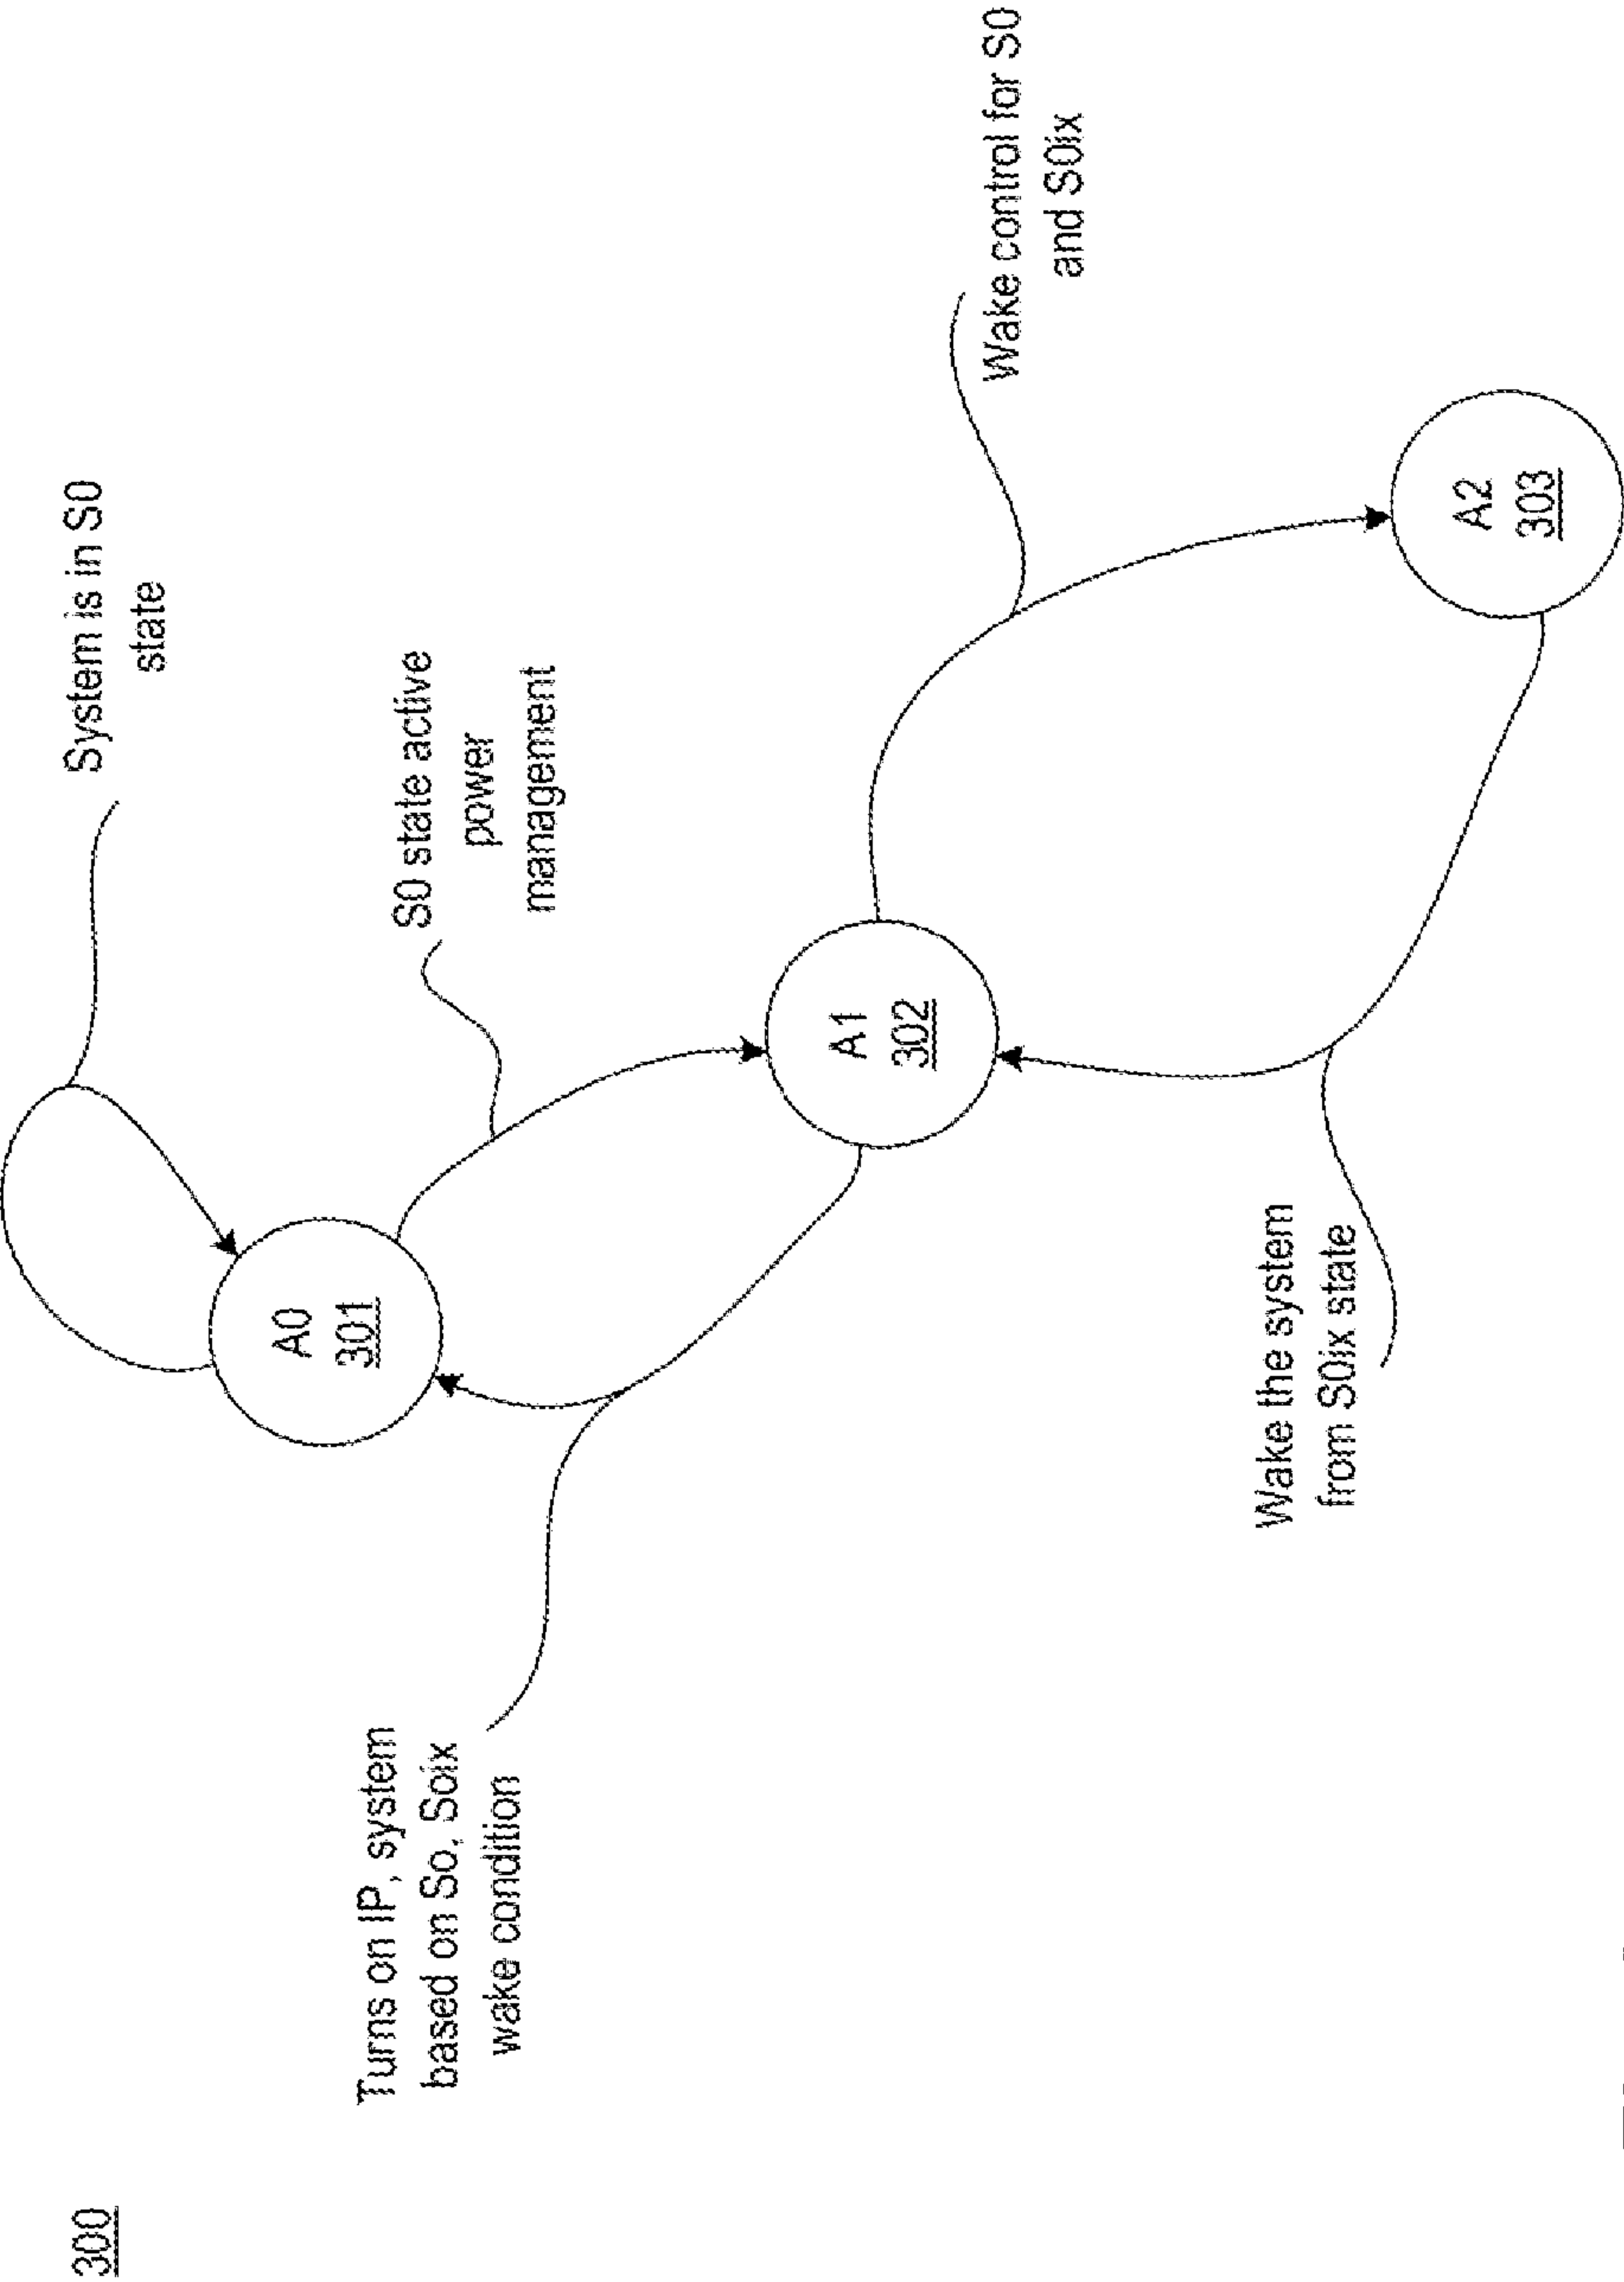 300
System is in S0
state
A0
301
S0 state active
power
management
Turns on IP, system
based on So, Soix
wake condition
A1
302
Wake control for S0
and S0ix
Wake the system
from S0ix state
A2
303